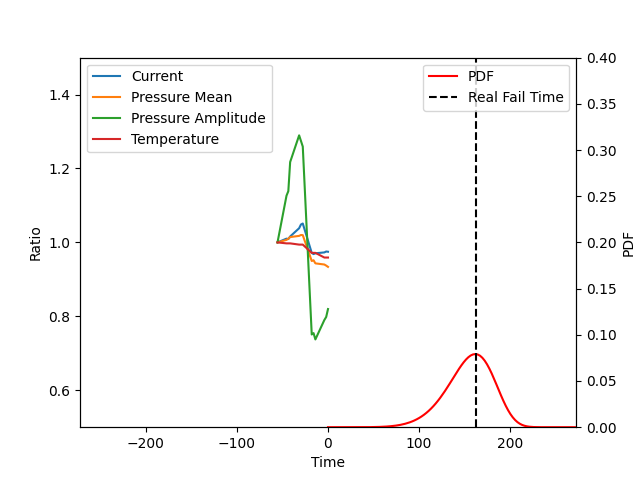 Current
Pressure Mean
Pressure Amplitude
Temperature
PDF
Real Fail Time
1.4
1.2
1.0
0.8
0.6
Ratio
0.40
0.35
0.30
0.25
0.20
0.15
0.10
0.05
0.00
PDF
−200
−100
0
100
200
Time